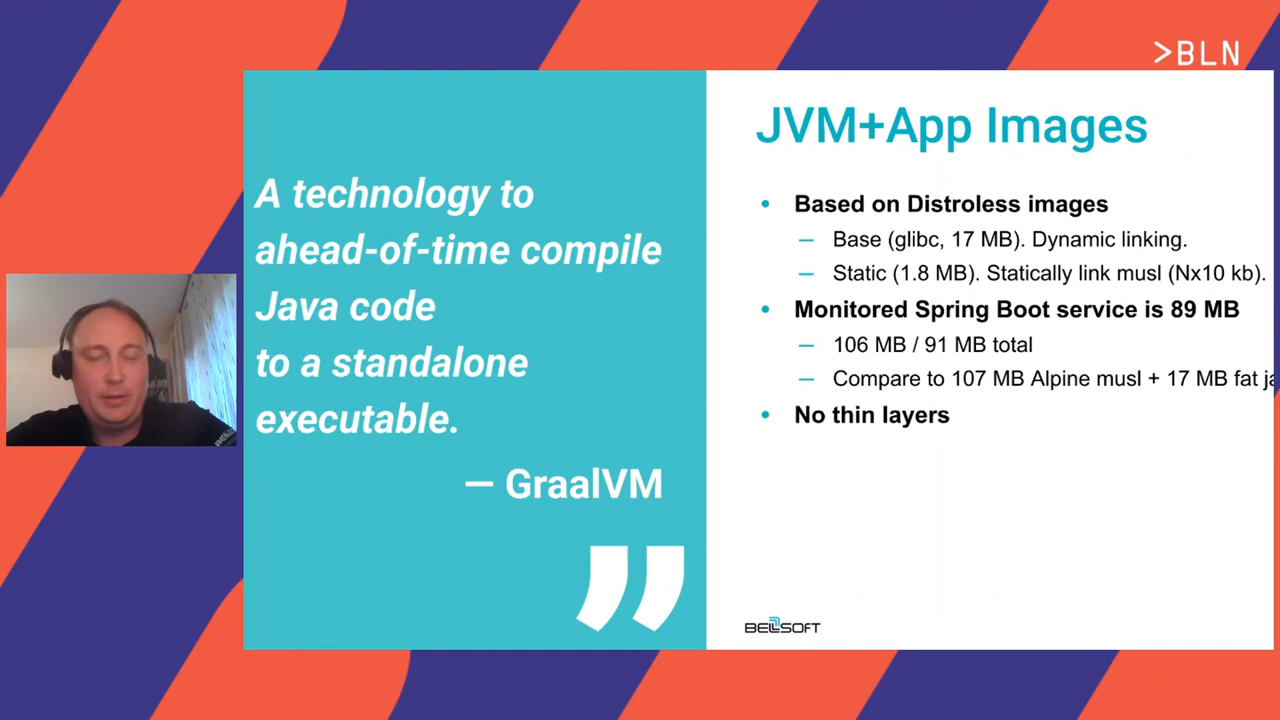 >BLN
A technology to
ahead-of-time compile
Java code
to a standalone
executable.
— GraalVM
JVM+App Images
• Based on Distroless images
– Base (glibc, 17 MB). Dynamic linking.
– Static (1.8 MB). Statically link musl (Nx10 kb).
• Monitored Spring Boot service is 89 MB
– 106 MB / 91 MB total
– Compare to 107 MB Alpine musl + 17 MB fat ja
• No thin layers
BELLSOFT